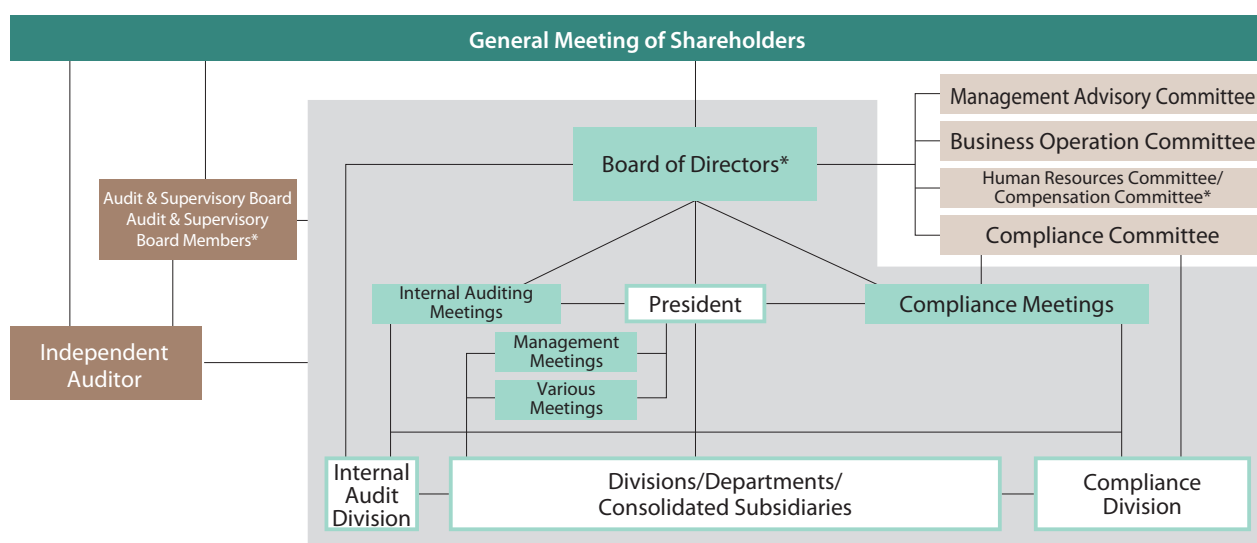 General Meeting of Shareholders
Management Advisory Committee
Business Operation Committee
Human Resources Committee/
Compensation Committee*
Compliance Committee
Board of Directors*
Audit & Supervisory Board
Audit & Supervisory
Board Members*
Internal Auditing
Meetings
President
Compliance Meetings
Independent
Auditor
Management
Meetings
Various
Meetings
Internal
Audit
Division
Divisions/Departments/
Consolidated Subsidiaries
Compliance
Division